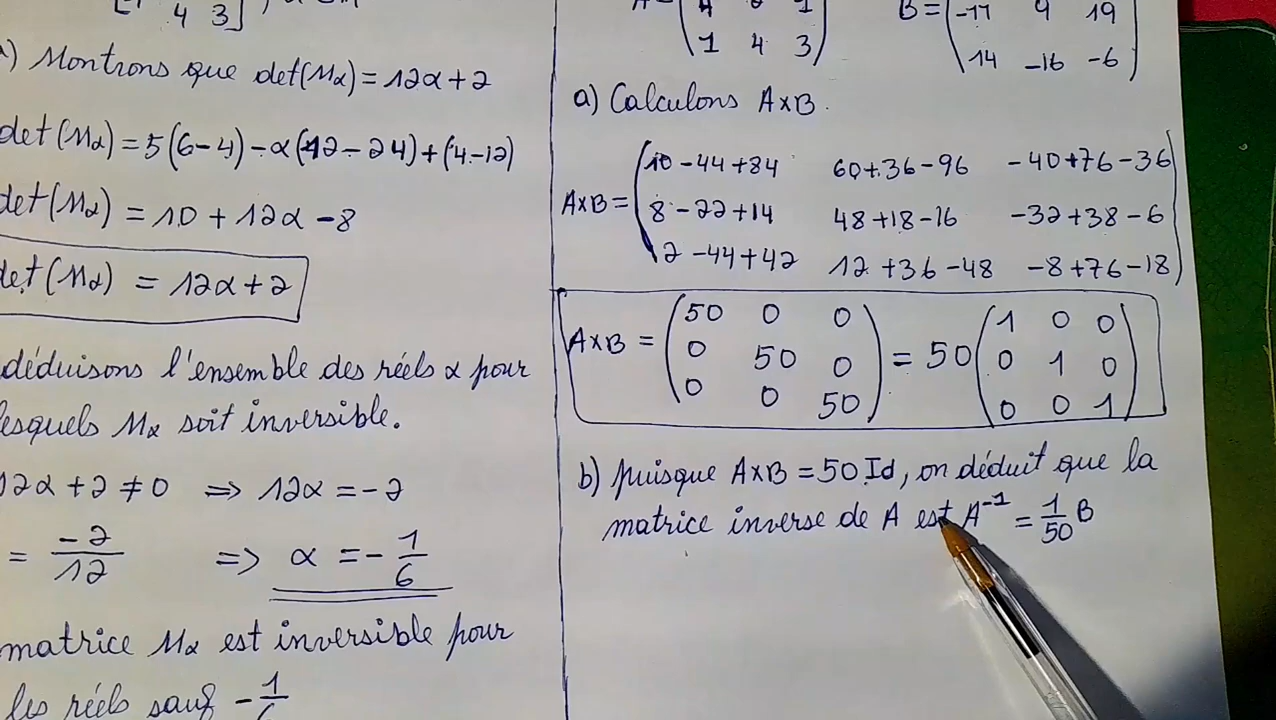 4 3] ,
) Montrons que det(Mα) = 12α+2
det(Mα) = 5(6-4) - α(12-24) + (4-12)
det(Mα) = 10 + 12α - 8
det(Mα) = 12α+2
déduisons l'ensemble des réels α pour
lesquels Mα soit inversible.
12α + 2 ≠ 0 ⇒ 12α = -2
= -2/12 ⇒ α = -1/6
matrice Mα est inversible pour
les réels sauf -1/6
A= 1 B= -11 9 19
1 4 3 14 -16 -6
a) Calculons A×B.
10-44+84 60+36-96 -40+76-36
A×B = 8-22+14 48+18-16 -32+38-6
2-44+42 12+36-48 -8+76-18
50 0 0 1 0 0
A×B = 0 50 0 = 50 0 1 0
0 0 50 0 0 1
b) puisque A×B = 50 Id, on déduit que la
matrice inverse de A est A⁻¹ = 1/50 B